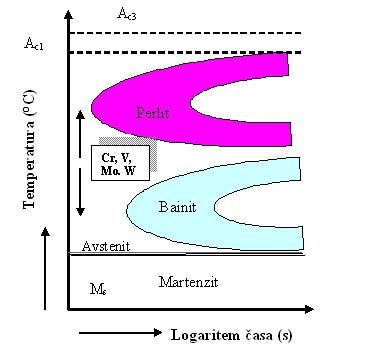 Ac3
Ac1
Perlit
Cr, V,
Mo. W
Bainit
Avstenit
Martenzit
Ms
Temperatura (°C)
Logaritem časa (s)